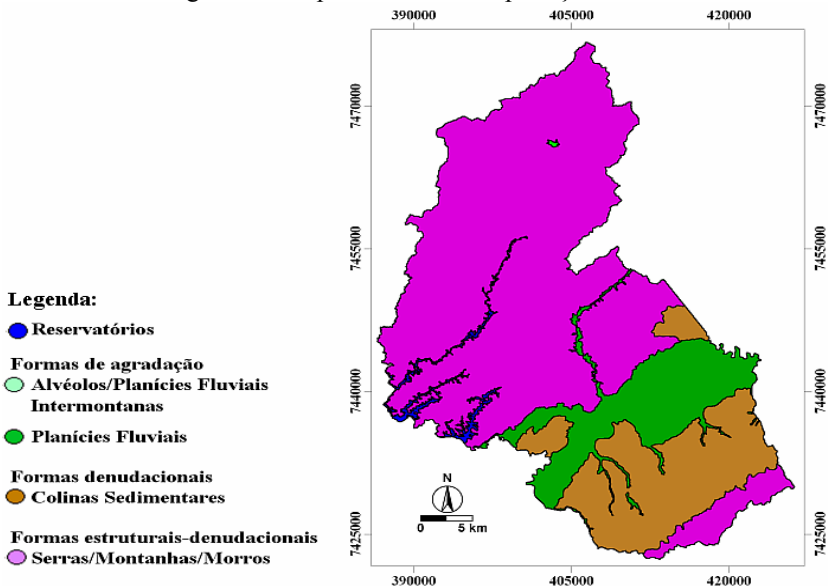 390000 405000 420000
7470000 7470000
7455000 7455000
7440000 7440000
7425000 7425000
Legenda:
Reservatórios
Formas de agradação
Alvéolos/Planícies Fluviais
Intermontanas
Planícies Fluviais
Formas denudacionais
Colinas Sedimentares
Formas estruturais-denudacionais
Serras/Montanhas/Morros
N
0 5 km
390000 405000 420000